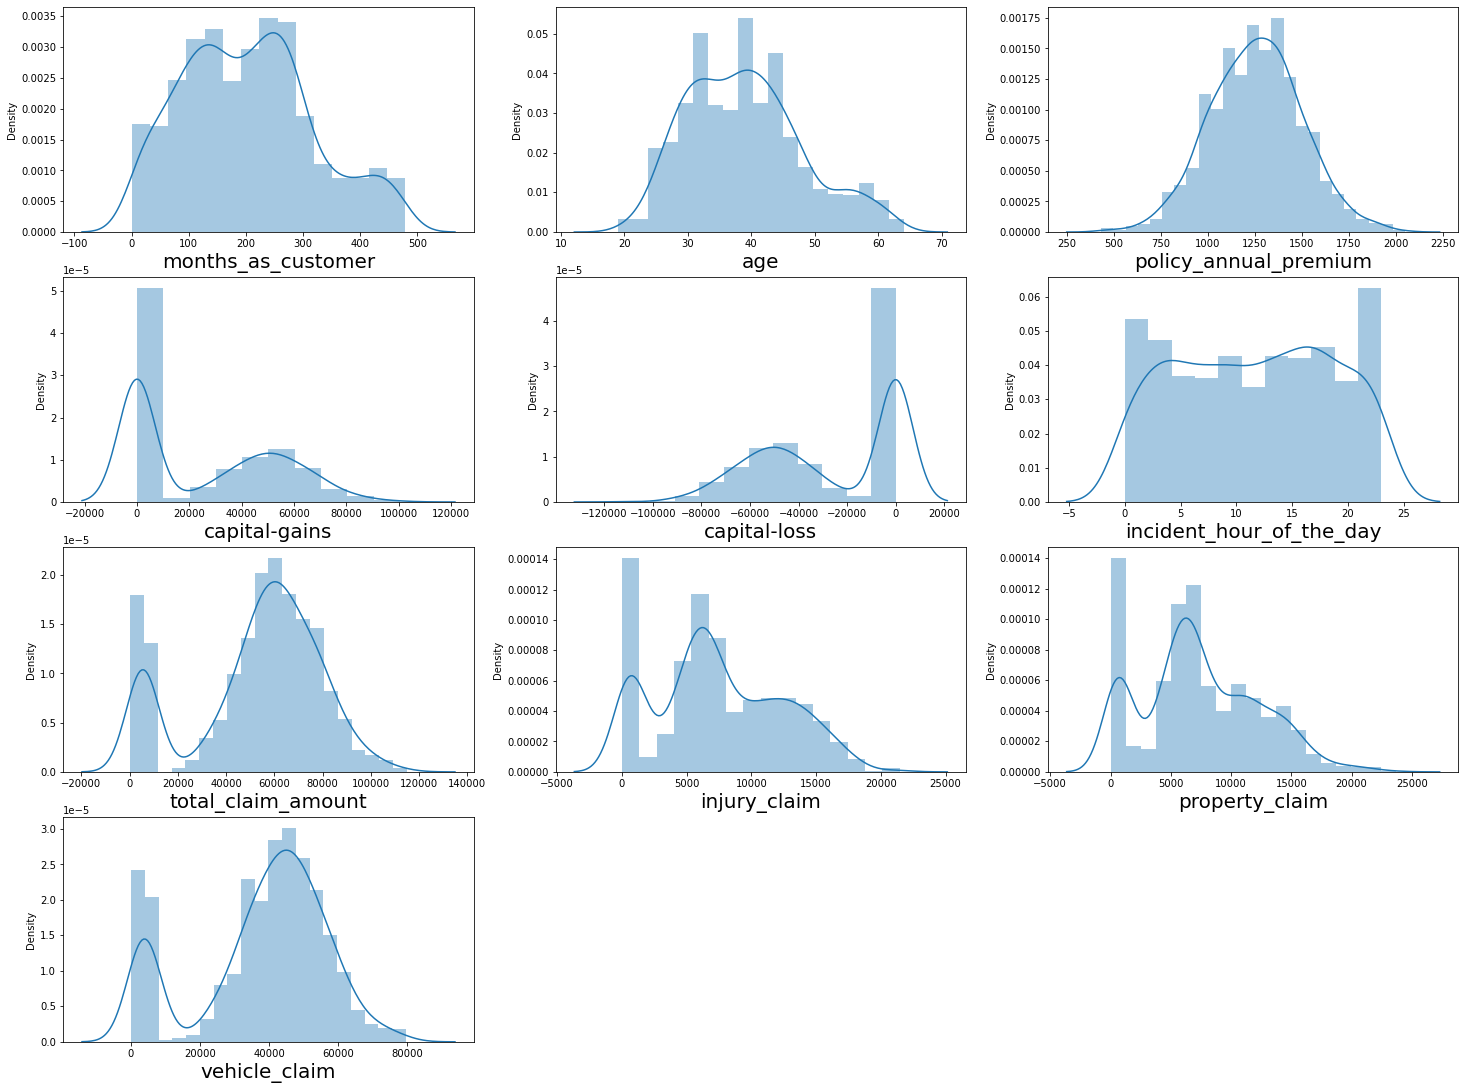 0.0035
0.0030
0.0025
0.0020
0.0015
0.0010
0.0005
0.0000
Density
−100 0 100 200 300 400 500
months_as_customer
0.05
0.04
0.03
0.02
0.01
0.00
Density
10 20 30 40 50 60 70
age
0.00175
0.00150
0.00125
0.00100
0.00075
0.00050
0.00025
0.00000
Density
250 500 750 1000 1250 1500 1750 2000 2250
policy_annual_premium
1e−5
5
4
3
2
1
0
Density
−20000 0 20000 40000 60000 80000 100000 120000
capital-gains
1e−5
4
3
2
1
0
Density
−120000 −100000 −80000 −60000 −40000 −20000 0 20000
capital-loss
0.06
0.05
0.04
0.03
0.02
0.01
0.00
Density
−5 0 5 10 15 20 25
incident_hour_of_the_day
1e−5
2.0
1.5
1.0
0.5
0.0
Density
−20000 0 20000 40000 60000 80000 100000 120000 140000
total_claim_amount
0.00014
0.00012
0.00010
0.00008
0.00006
0.00004
0.00002
0.00000
Density
−5000 0 5000 10000 15000 20000 25000
injury_claim
0.00014
0.00012
0.00010
0.00008
0.00006
0.00004
0.00002
0.00000
Density
−5000 0 5000 10000 15000 20000 25000
property_claim
1e−5
3.0
2.5
2.0
1.5
1.0
0.5
0.0
Density
0 20000 40000 60000 80000
vehicle_claim